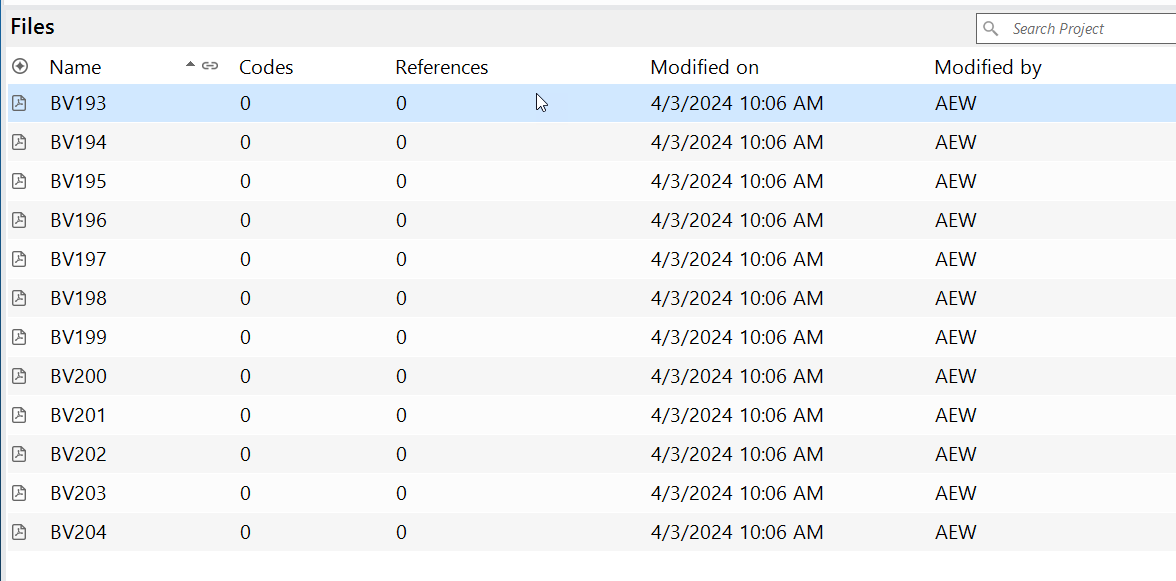 Files Search Project
Name Codes References Modified on Modified by
BV193 0 0 4/3/2024 10:06 AM AEW
BV194 0 0 4/3/2024 10:06 AM AEW
BV195 0 0 4/3/2024 10:06 AM AEW
BV196 0 0 4/3/2024 10:06 AM AEW
BV197 0 0 4/3/2024 10:06 AM AEW
BV198 0 0 4/3/2024 10:06 AM AEW
BV199 0 0 4/3/2024 10:06 AM AEW
BV200 0 0 4/3/2024 10:06 AM AEW
BV201 0 0 4/3/2024 10:06 AM AEW
BV202 0 0 4/3/2024 10:06 AM AEW
BV203 0 0 4/3/2024 10:06 AM AEW
BV204 0 0 4/3/2024 10:06 AM AEW